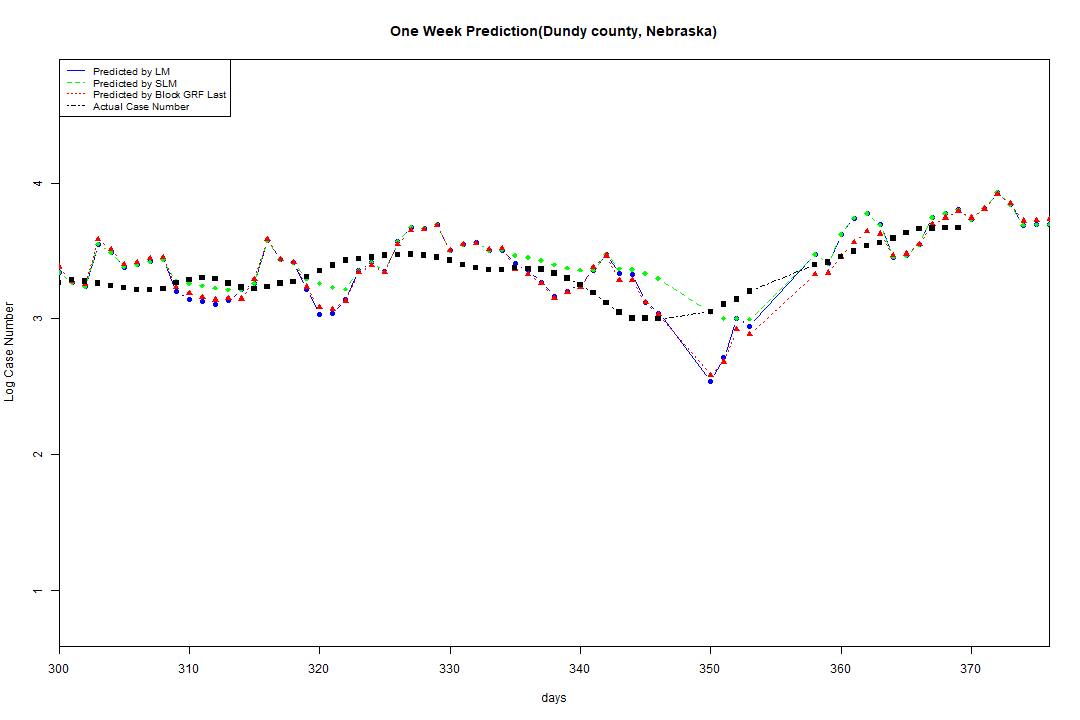 One Week Prediction(Dundy county, Nebraska)
Predicted by LM
Predicted by SLM
Predicted by Block GRF Last
Actual Case Number
4
3
2
1
Log Case Number
300 310 320 330 340 350 360 370
days